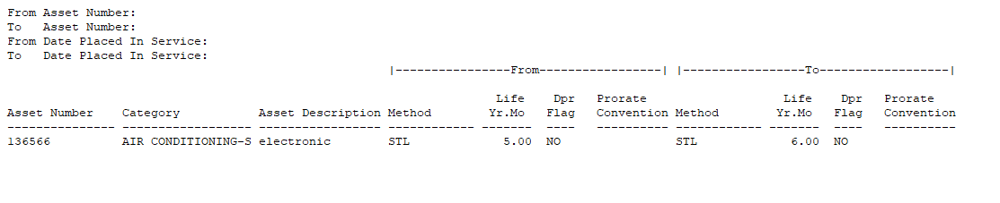 From Asset Number:
To   Asset Number:
From Date Placed In Service:
To   Date Placed In Service:
                                                     |----------------From-----------------| |-----------------To------------------|
                                                                    Life    Dpr   Prorate                           Life    Dpr   Prorate
Asset Number    Category           Asset Description Method        Yr.Mo  Flag   Convention Method        Yr.Mo  Flag   Convention
--------------- ------------------ ----------------- ------------ ------- ----   ---------- ------------ ------- ----   ----------
136566          AIR CONDITIONING-S electronic        STL             5.00  NO                    STL             6.00  NO